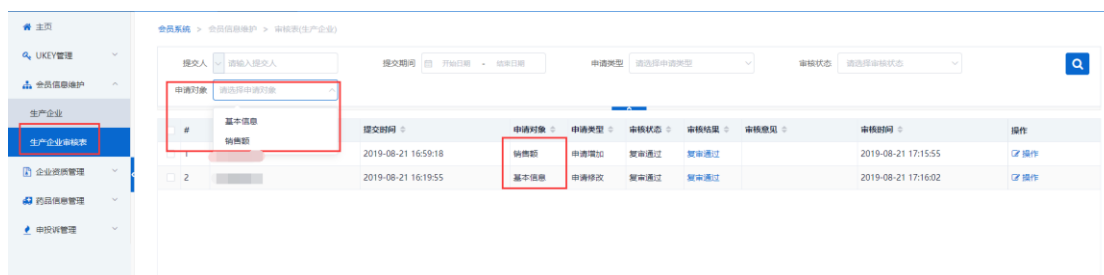 主页
会员系统 > 会员信息维护 > 审核表(生产企业)
UKEY管理
提交人 请输入提交人 提交期间 开始日期 - 结束日期 申请类型 请选择申请类型 审核状态 请选择审核状态
会员信息维护
申请对象 请选择申请对象
生产企业
基本信息
销售额
生产企业审核表
# 提交时间 申请对象 申请类型 审核状态 审核结果 审核意见 审核时间 操作
1 2019-08-21 16:59:18 销售额 申请增加 复审通过 复审通过 2019-08-21 17:15:55 操作
企业资质管理
2 2019-08-21 16:19:55 基本信息 申请修改 复审通过 复审通过 2019-08-21 17:16:02 操作
药品信息管理
申投诉管理